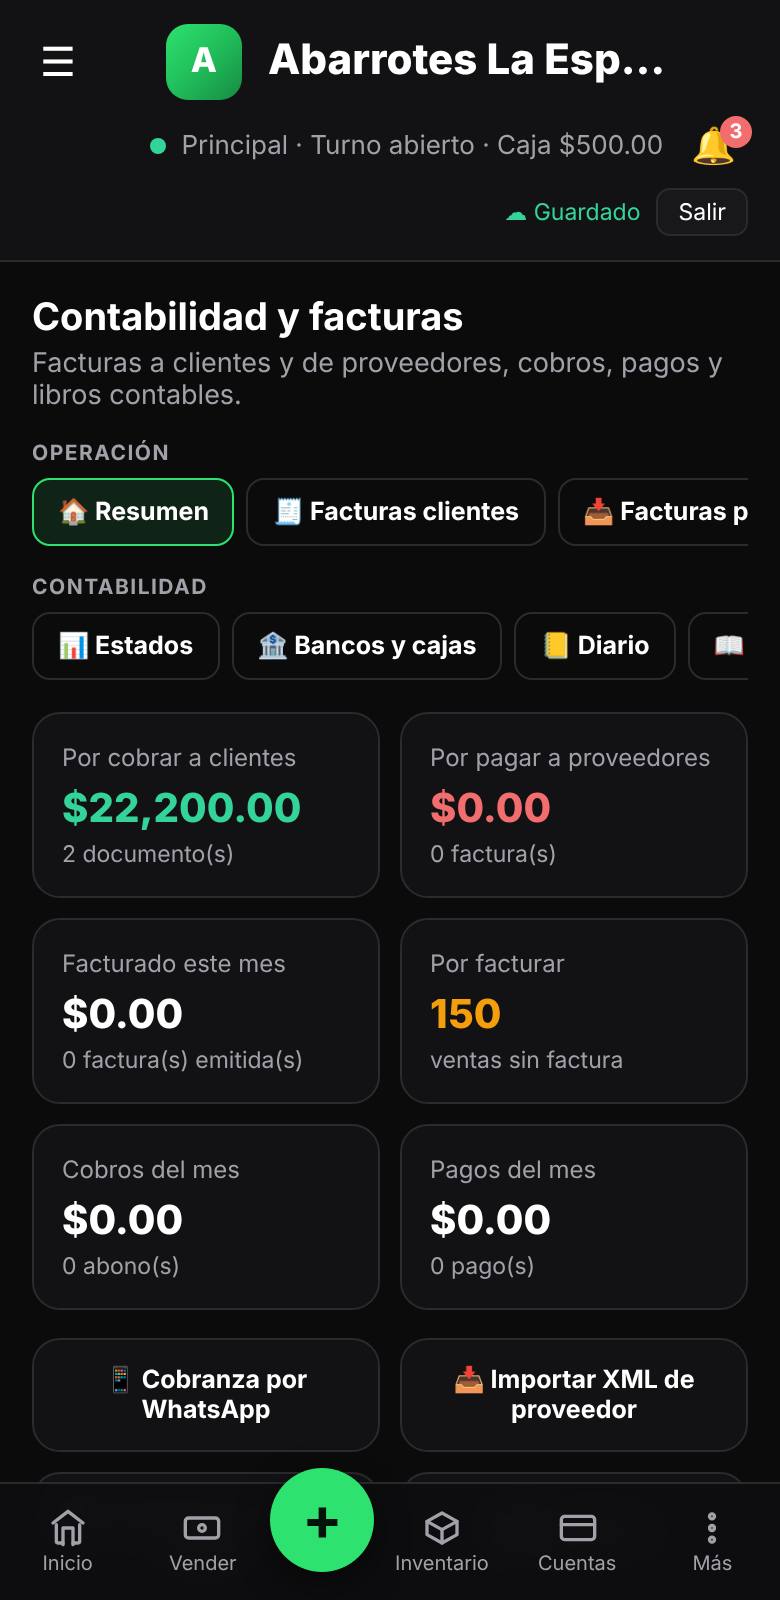 ☰
A
Abarrotes La Esp...
Principal · Turno abierto · Caja $500.00
3
Guardado
Salir
Contabilidad y facturas
Facturas a clientes y de proveedores, cobros, pagos y
libros contables.
OPERACIÓN
Resumen
Facturas clientes
Facturas p
CONTABILIDAD
Estados
Bancos y cajas
Diario
Por cobrar a clientes
$22,200.00
2 documento(s)
Por pagar a proveedores
$0.00
0 factura(s)
Facturado este mes
$0.00
0 factura(s) emitida(s)
Por facturar
150
ventas sin factura
Cobros del mes
$0.00
0 abono(s)
Pagos del mes
$0.00
0 pago(s)
Cobranza por
WhatsApp
Importar XML de
proveedor
Inicio
Vender
+
Inventario
Cuentas
Más